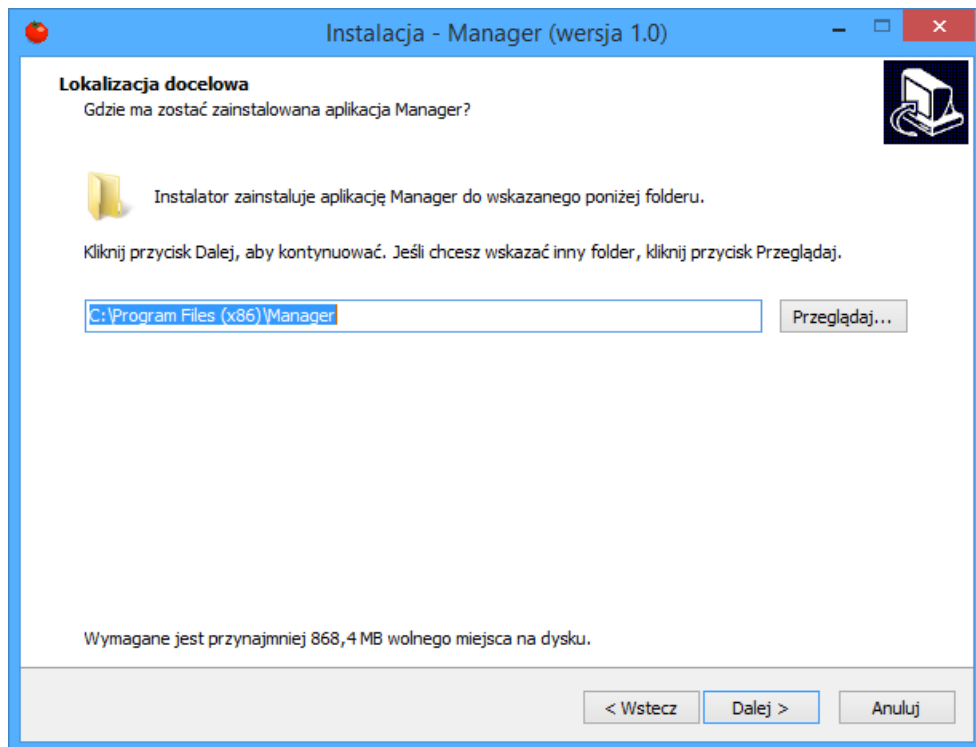 Instalacja - Manager (wersja 1.0)
Lokalizacja docelowa
Gdzie ma zostać zainstalowana aplikacja Manager?
Instalator zainstaluje aplikację Manager do wskazanego poniżej folderu.
Kliknij przycisk Dalej, aby kontynuować. Jeśli chcesz wskazać inny folder, kliknij przycisk Przeglądaj.
C:\Program Files (x86)\Manager
Przeglądaj...
Wymagane jest przynajmniej 868,4 MB wolnego miejsca na dysku.
< Wstecz
Dalej >
Anuluj